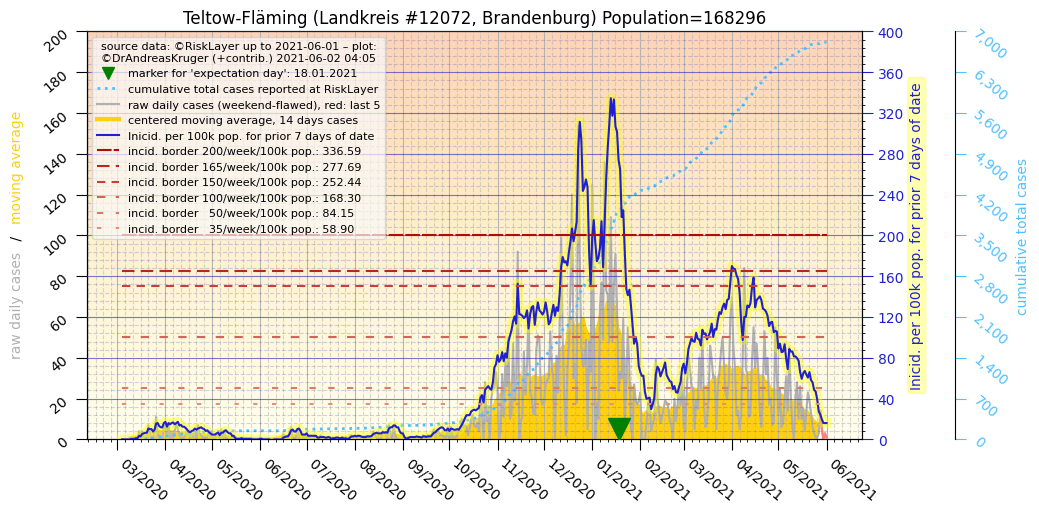 Teltow-Fläming (Landkreis #12072, Brandenburg) Population=168296
source data: ©RiskLayer up to 2021-06-01 – plot:
©DrAndreasKruger (+contrib.) 2021-06-02 04:05
marker for 'expectation day': 18.01.2021
cumulative total cases reported at RiskLayer
raw daily cases (weekend-flawed), red: last 5
centered moving average, 14 days cases
Inicid. per 100k pop. for prior 7 days of date
incid. border 200/week/100k pop.: 336.59
incid. border 165/week/100k pop.: 277.69
incid. border 150/week/100k pop.: 252.44
incid. border 100/week/100k pop.: 168.30
incid. border   50/week/100k pop.: 84.15
incid. border   35/week/100k pop.: 58.90
raw daily cases / moving average
200
180
160
140
120
100
80
60
40
20
0
03/2020
04/2020
05/2020
06/2020
07/2020
08/2020
09/2020
10/2020
11/2020
12/2020
01/2021
02/2021
03/2021
04/2021
05/2021
06/2021
400
360
320
280
240
200
160
120
80
40
0
Inicid. per 100k pop. for prior 7 days of date
7,000
6,300
5,600
4,900
4,200
3,500
2,800
2,100
1,400
700
0
cumulative total cases